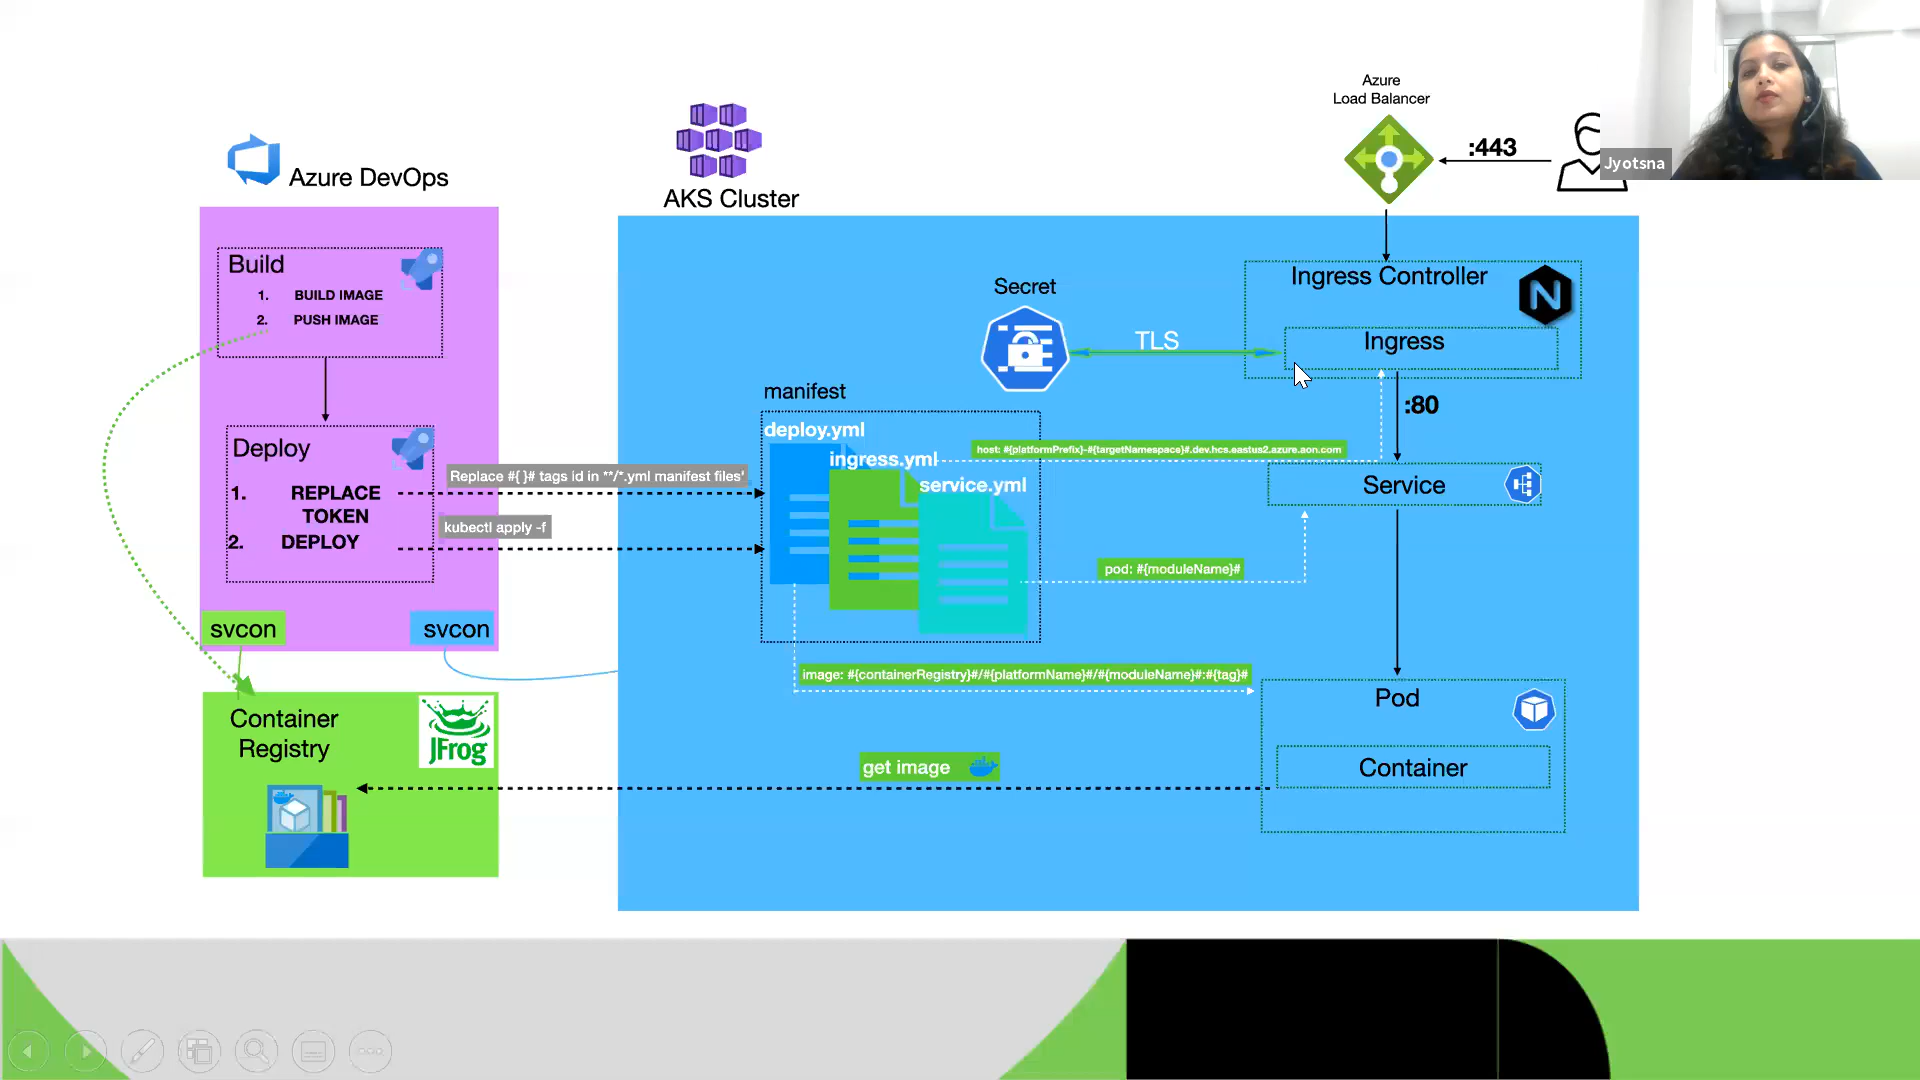 Azure
Load Balancer
:443
Jyotsna
Azure DevOps
AKS Cluster
Build
1. BUILD IMAGE
2. PUSH IMAGE
Deploy
1. REPLACE
TOKEN
2. DEPLOY
svcon
svcon
Replace #{ }# tags id in **/*.yml manifest files'
kubectl apply -f
Container
Registry
JFrog
Secret
TLS
Ingress Controller
N
Ingress
:80
manifest
deploy.yml
ingress.yml
service.yml
host: #{platformPrefix}-#{targetNamespace}#.dev.hcs.eastus2.azure.aon.com
Service
pod: #{moduleName}#
image: #{containerRegistry}#/#{platformName}#/#{moduleName}#:#{tag}#
Pod
Container
get image